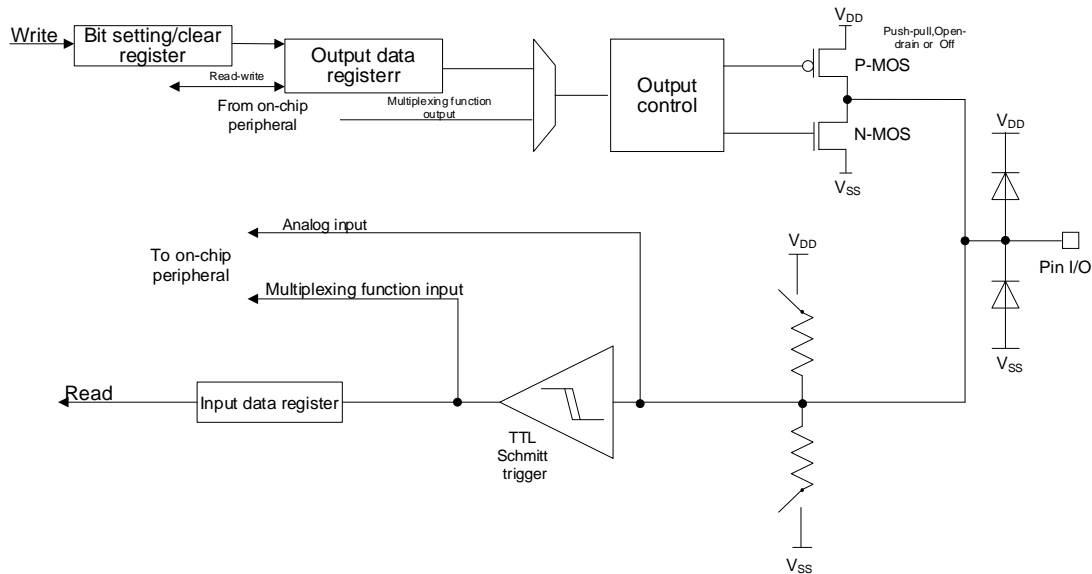 Write
Bit setting/clear
register
Output data
registerr
Read-write
From on-chip
peripheral
Multiplexing function
output
Output
control
VDD
Push-pull,Open-
drain or Off
P-MOS
N-MOS
VSS
VDD
Pin I/O
VSS
Analog input
To on-chip
peripheral
Multiplexing function input
VDD
Read
Input data register
TTL
Schmitt
trigger
VSS